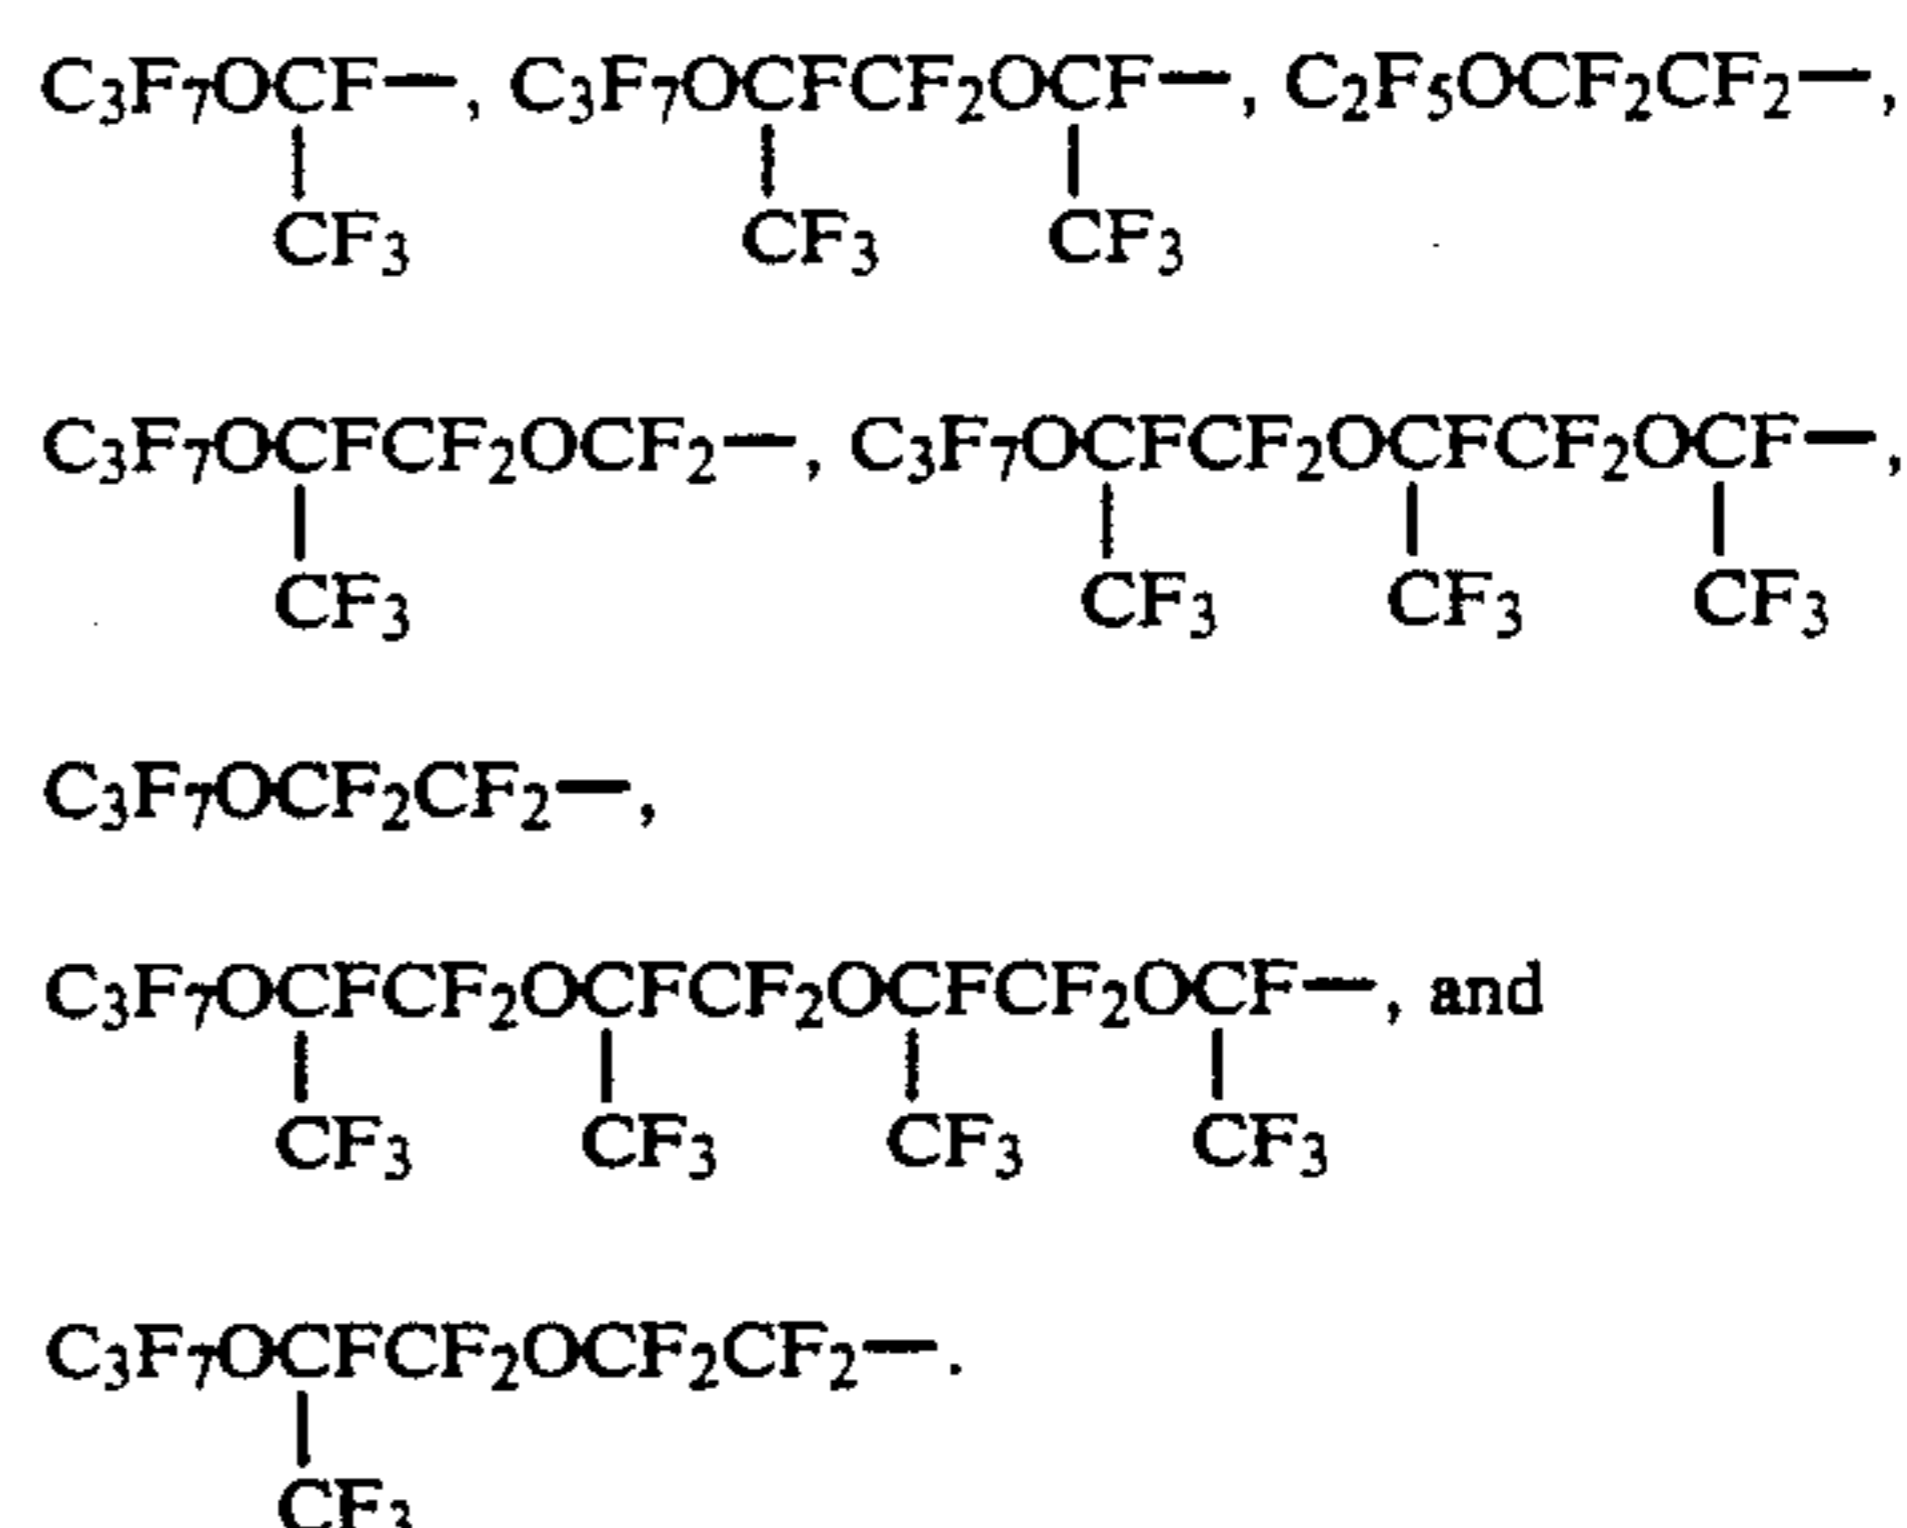 C₃F₇OCF—, C₃F₇OCFCF₂OCF—, C₂F₅OCF₂CF₂—,
CF₃ CF₃ CF₃
C₃F₇OCFCF₂OCF₂—, C₃F₇OCFCF₂OCFCF₂OCF—,
CF₃ CF₃ CF₃ CF₃
C₃F₇OCF₂CF₂—,
C₃F₇OCFCF₂OCFCF₂OCFCF₂OCF—, and
CF₃ CF₃ CF₃ CF₃
C₃F₇OCFCF₂OCF₂CF₂—.
CF₃